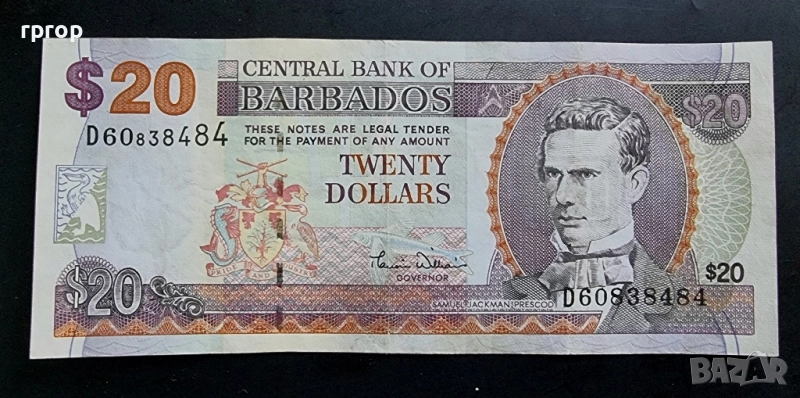 rprop
$20
CENTRAL BANK OF
BARBADOS
$20
D60838484
THESE NOTES ARE LEGAL TENDER
FOR THE PAYMENT OF ANY AMOUNT
TWENTY
DOLLARS
PRIDE AND INDUSTRY
GOVERNOR
$20
$20
SAMUEL JACKMAN PRESCOD
D60838484
BAZAR